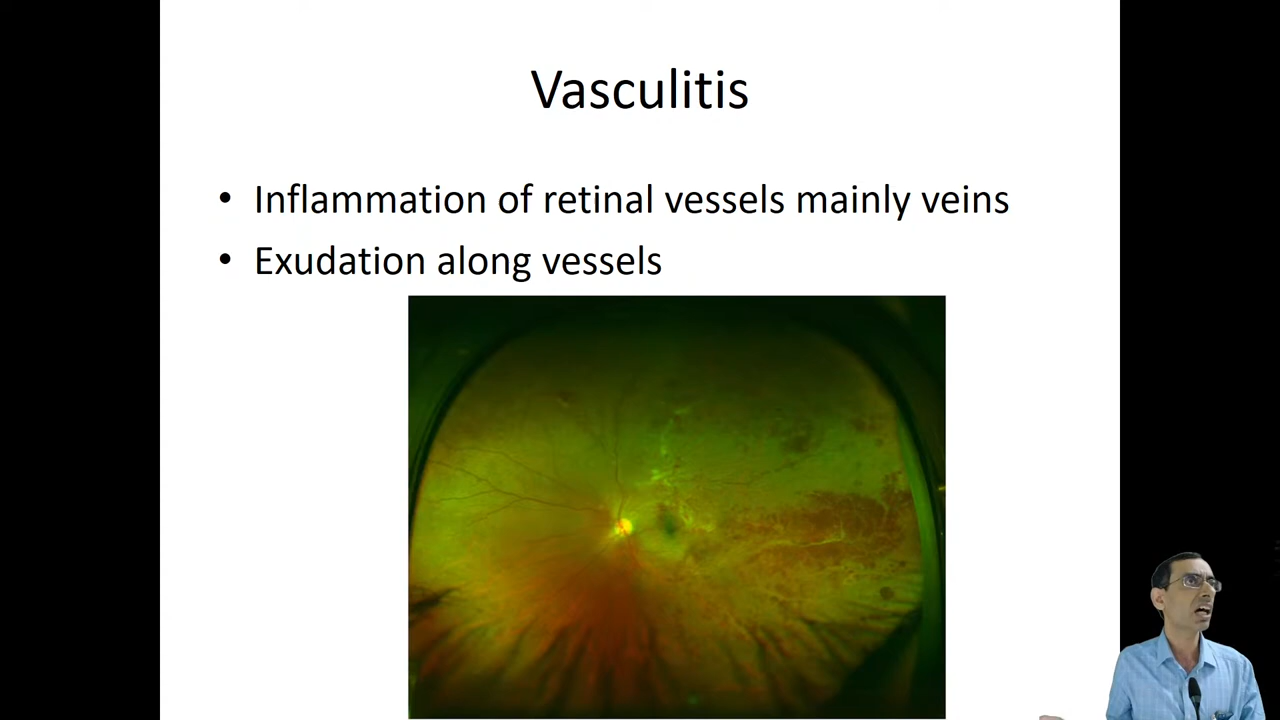 Vasculitis
• Inflammation of retinal vessels mainly veins
• Exudation along vessels